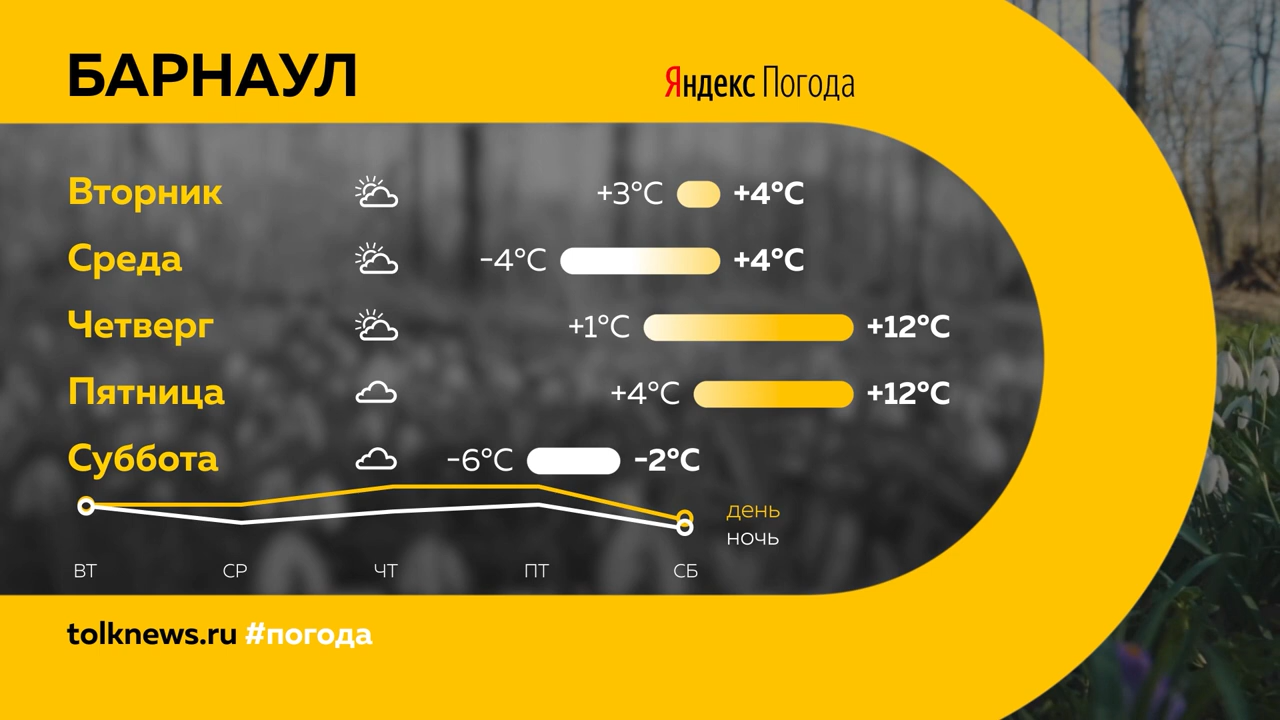 БАРНАУЛ
Яндекс Погода
Вторник +3°C +4°C
Среда -4°C +4°C
Четверг +1°C +12°C
Пятница +4°C +12°C
Суббота -6°C -2°C
день
ночь
ВТ СР ЧТ ПТ СБ
tolknews.ru #погода